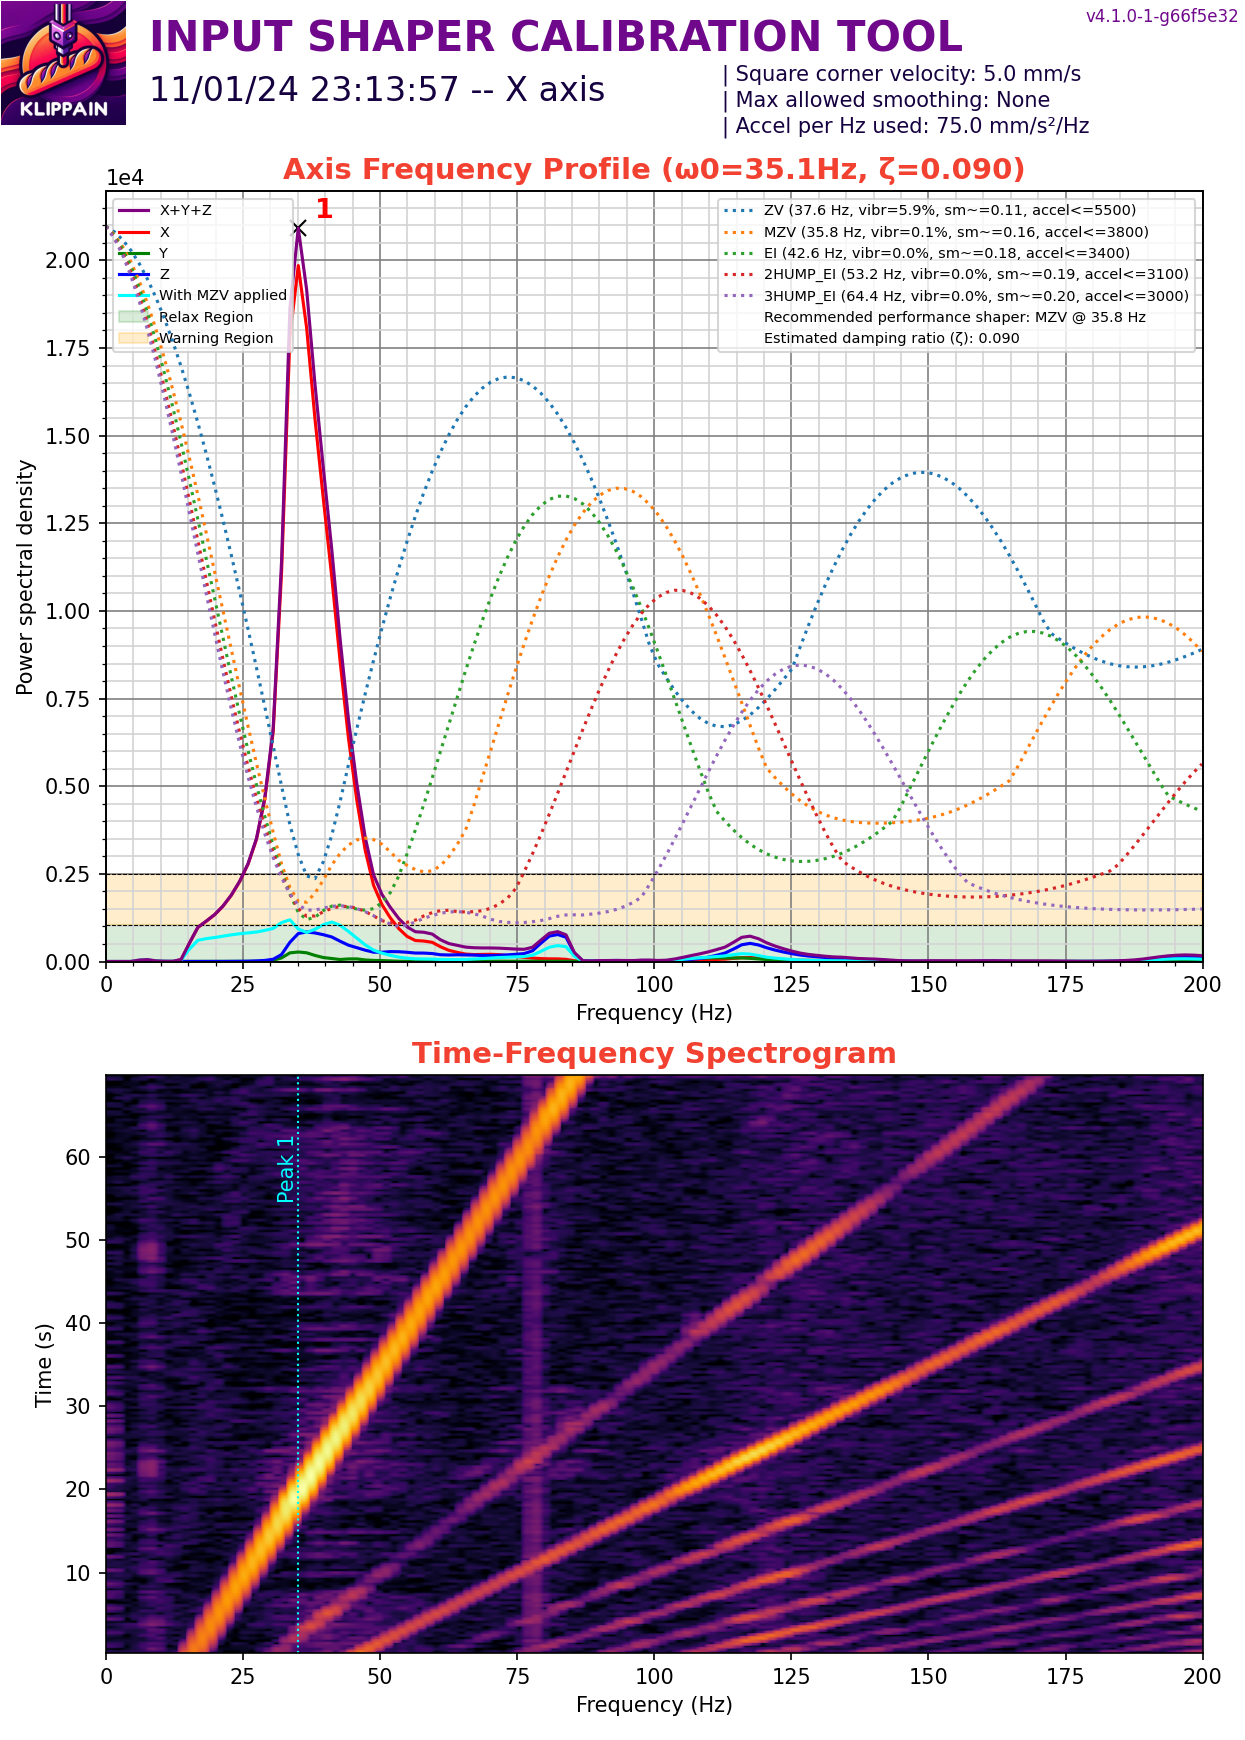 v4.1.0-1-g66f5e32
INPUT SHAPER CALIBRATION TOOL
11/01/24 23:13:57 -- X axis
| Square corner velocity: 5.0 mm/s
| Max allowed smoothing: None
| Accel per Hz used: 75.0 mm/s²/Hz
KLIPPAIN
Axis Frequency Profile (ω0=35.1Hz, ζ=0.090)
1e4
1
X+Y+Z
X
Y
Z
With MZV applied
Relax Region
Warning Region
ZV (37.6 Hz, vibr=5.9%, sm~=0.11, accel<=5500)
MZV (35.8 Hz, vibr=0.1%, sm~=0.16, accel<=3800)
EI (42.6 Hz, vibr=0.0%, sm~=0.18, accel<=3400)
2HUMP_EI (53.2 Hz, vibr=0.0%, sm~=0.19, accel<=3100)
3HUMP_EI (64.4 Hz, vibr=0.0%, sm~=0.20, accel<=3000)
Recommended performance shaper: MZV @ 35.8 Hz
Estimated damping ratio (ζ): 0.090
Power spectral density
2.00
1.75
1.50
1.25
1.00
0.75
0.50
0.25
0.00
0 25 50 75 100 125 150 175 200
Frequency (Hz)
Time-Frequency Spectrogram
Peak 1
Time (s)
60
50
40
30
20
10
0 25 50 75 100 125 150 175 200
Frequency (Hz)